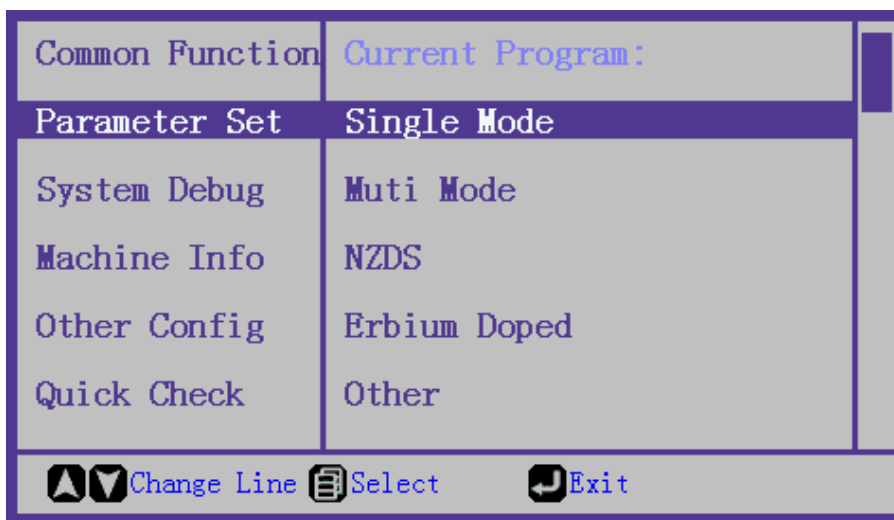 Common Function Current Program:
Parameter Set Single Mode
System Debug Muti Mode
Machine Info NZDS
Other Config Erbium Doped
Quick Check Other
Change Line Select Exit